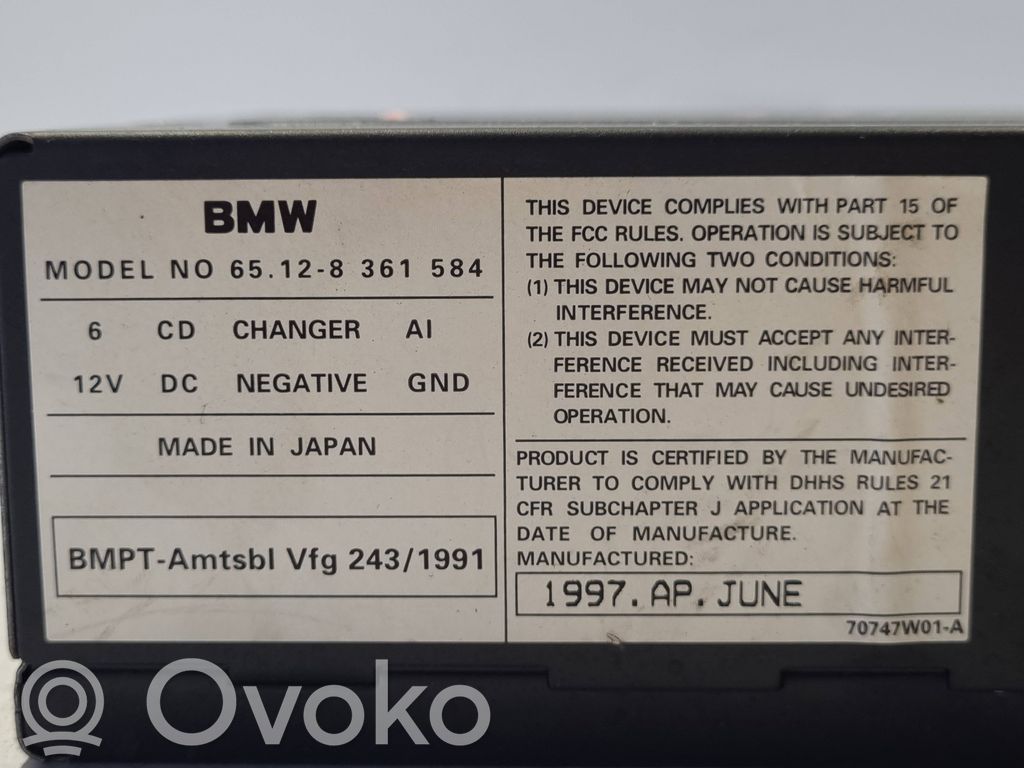 BMW
MODEL NO 65.12-8 361 584
6 CD CHANGER AI
12V DC NEGATIVE GND
MADE IN JAPAN
BMPT-Amtsbl Vfg 243/1991
THIS DEVICE COMPLIES WITH PART 15 OF
THE FCC RULES. OPERATION IS SUBJECT TO
THE FOLLOWING TWO CONDITIONS:
(1) THIS DEVICE MAY NOT CAUSE HARMFUL
INTERFERENCE.
(2) THIS DEVICE MUST ACCEPT ANY INTER-
FERENCE RECEIVED INCLUDING INTER-
FERENCE THAT MAY CAUSE UNDESIRED
OPERATION.
PRODUCT IS CERTIFIED BY THE MANUFAC-
TURER TO COMPLY WITH DHHS RULES 21
CFR SUBCHAPTER J APPLICATION AT THE
DATE OF MANUFACTURE.
MANUFACTURED:
1997.AP.JUNE
70747W01-A
Ovoko